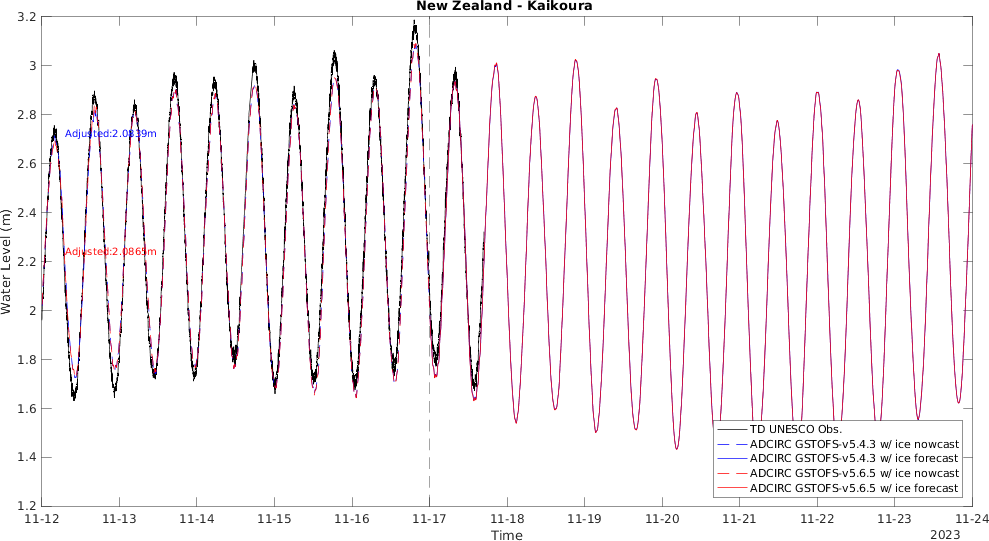 New Zealand - Kaikoura
3.2
3
2.8
2.6
2.4
2.2
2
1.8
1.6
1.4
1.2
Water Level (m)
Adjusted:2.0839m
Adjusted:2.0865m
TD UNESCO Obs.
ADCIRC GSTOFS-v5.4.3 w/ ice nowcast
ADCIRC GSTOFS-v5.4.3 w/ ice forecast
ADCIRC GSTOFS-v5.6.5 w/ ice nowcast
ADCIRC GSTOFS-v5.6.5 w/ ice forecast
11-12 11-13 11-14 11-15 11-16 11-17 11-18 11-19 11-20 11-21 11-22 11-23 11-24
Time
2023